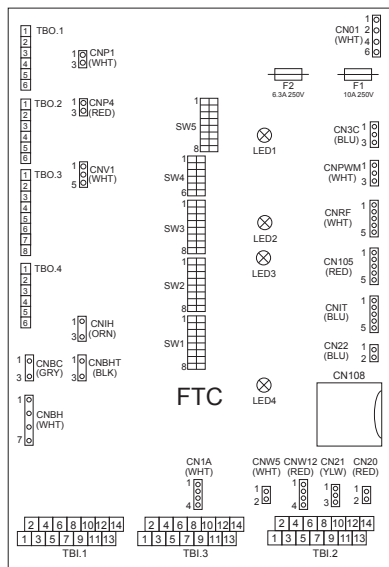 TBO.1
1
2
3
4
5
6
CNP1
(WHT)
1
3
CN01
(WHT)
1
2
4
6
F2
6.3A 250V
F1
10A 250V
TBO.2
1
2
3
4
5
6
CNP4
(RED)
1
3
SW5
1
8
LED1
CN3C
(BLU)
1
3
TBO.3
1
2
3
4
5
6
7
8
CNV1
(WHT)
1
5
SW4
1
6
CNPWM
(WHT)
1
3
SW3
1
8
LED2
CNRF
(WHT)
1
5
TBO.4
1
2
3
4
5
6
SW2
1
8
LED3
CN105
(RED)
1
5
CNIH
(ORN)
1
3
SW1
1
8
CNIT
(BLU)
1
5
CNBC
(GRY)
1
3
CNBHT
(BLK)
1
3
CN22
(BLU)
1
2
FTC
LED4
CN108
CNBH
(WHT)
1
7
CN1A
(WHT)
1
4
CNW5
(WHT)
1
2
CNW12
(RED)
1
4
CN21
(YLW)
1
3
CN20
(RED)
1
2
2 4 6 8 10 12 14
1 3 5 7 9 11 13
TBI.1
2 4 6 8 10 12 14
1 3 5 7 9 11 13
TBI.3
2 4 6 8 10 12 14
1 3 5 7 9 11 13
TBI.2